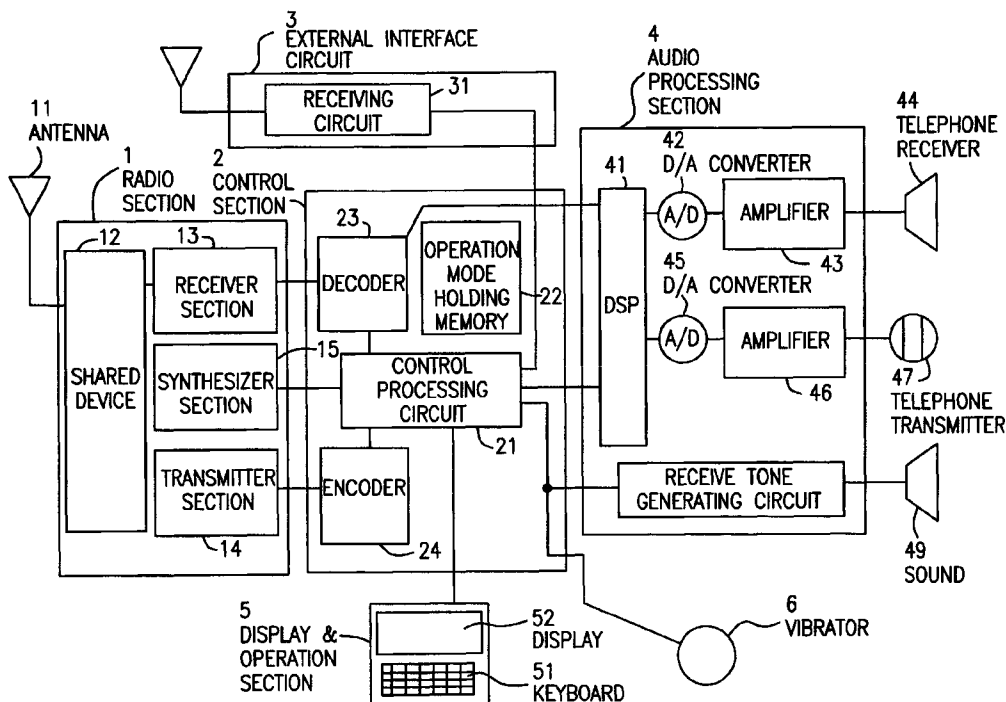 3
EXTERNAL INTERFACE
CIRCUIT
RECEIVING
CIRCUIT
31
4
AUDIO
PROCESSING
SECTION
44
TELEPHONE
RECEIVER
11
ANTENNA
1
RADIO
SECTION
2
CONTROL
SECTION
12
SHARED
DEVICE
13
RECEIVER
SECTION
15
SYNTHESIZER
SECTION
TRANSMITTER
SECTION
14
23
DECODER
OPERATION
MODE
HOLDING
MEMORY
22
CONTROL
PROCESSING
CIRCUIT
21
ENCODER
24
41
DSP
42
D/A CONVERTER
A/D
AMPLIFIER
43
45
D/A CONVERTER
A/D
AMPLIFIER
46
47
TELEPHONE
TRANSMITTER
RECEIVE TONE
GENERATING CIRCUIT
49
SOUND
5
DISPLAY &
OPERATION
SECTION
52
DISPLAY
51
KEYBOARD
6
VIBRATOR